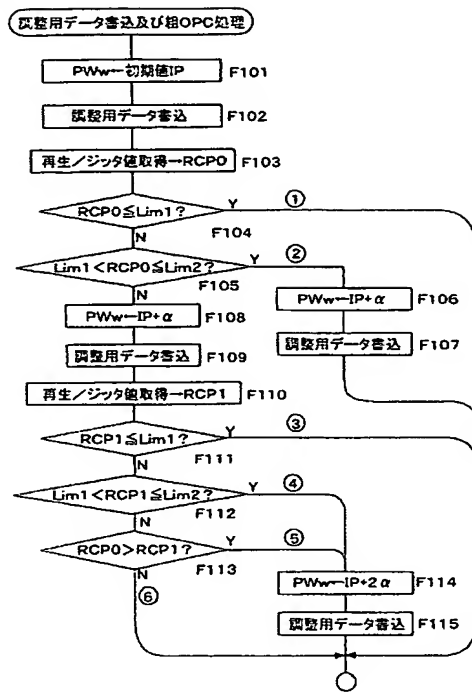 調整用データ書込及び粗OPC処理
PWw←初期値IP F101
調整用データ書込 F102
再生/ジッタ値取得→RCP0 F103
RCP0≦Lim1? Y ①
N F104
Lim1<RCP0≦Lim2? Y ②
N F105
PWw←IP+α F106
PWw←IP+α F108
調整用データ書込 F107
調整用データ書込 F109
再生/ジッタ値取得→RCP1 F110
RCP1≦Lim1? Y ③
N F111
Lim1<RCP1≦Lim2? Y ④
N F112
RCP0>RCP1? Y ⑤
N F113
⑥
PWw←IP+2α F114
調整用データ書込 F115